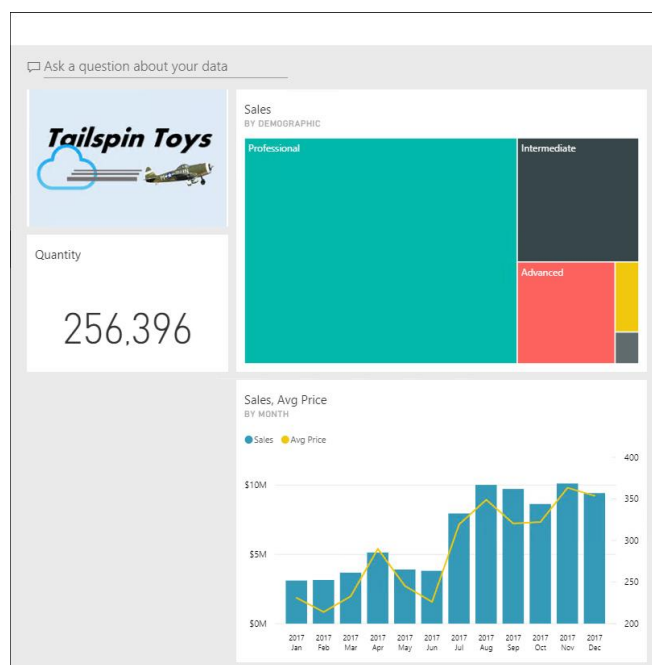 Ask a question about your data
Tailspin Toys
Quantity
256,396
Sales
BY DEMOGRAPHIC
Professional
Intermediate
Advanced
Sales, Avg Price
BY MONTH
Sales Avg Price
400
$10M 350
300
$5M
250
$0M 200
2017 2017 2017 2017 2017 2017 2017 2017 2017 2017 2017 2017
Jan Feb Mar Apr May Jun Jul Aug Sep Oct Nov Dec